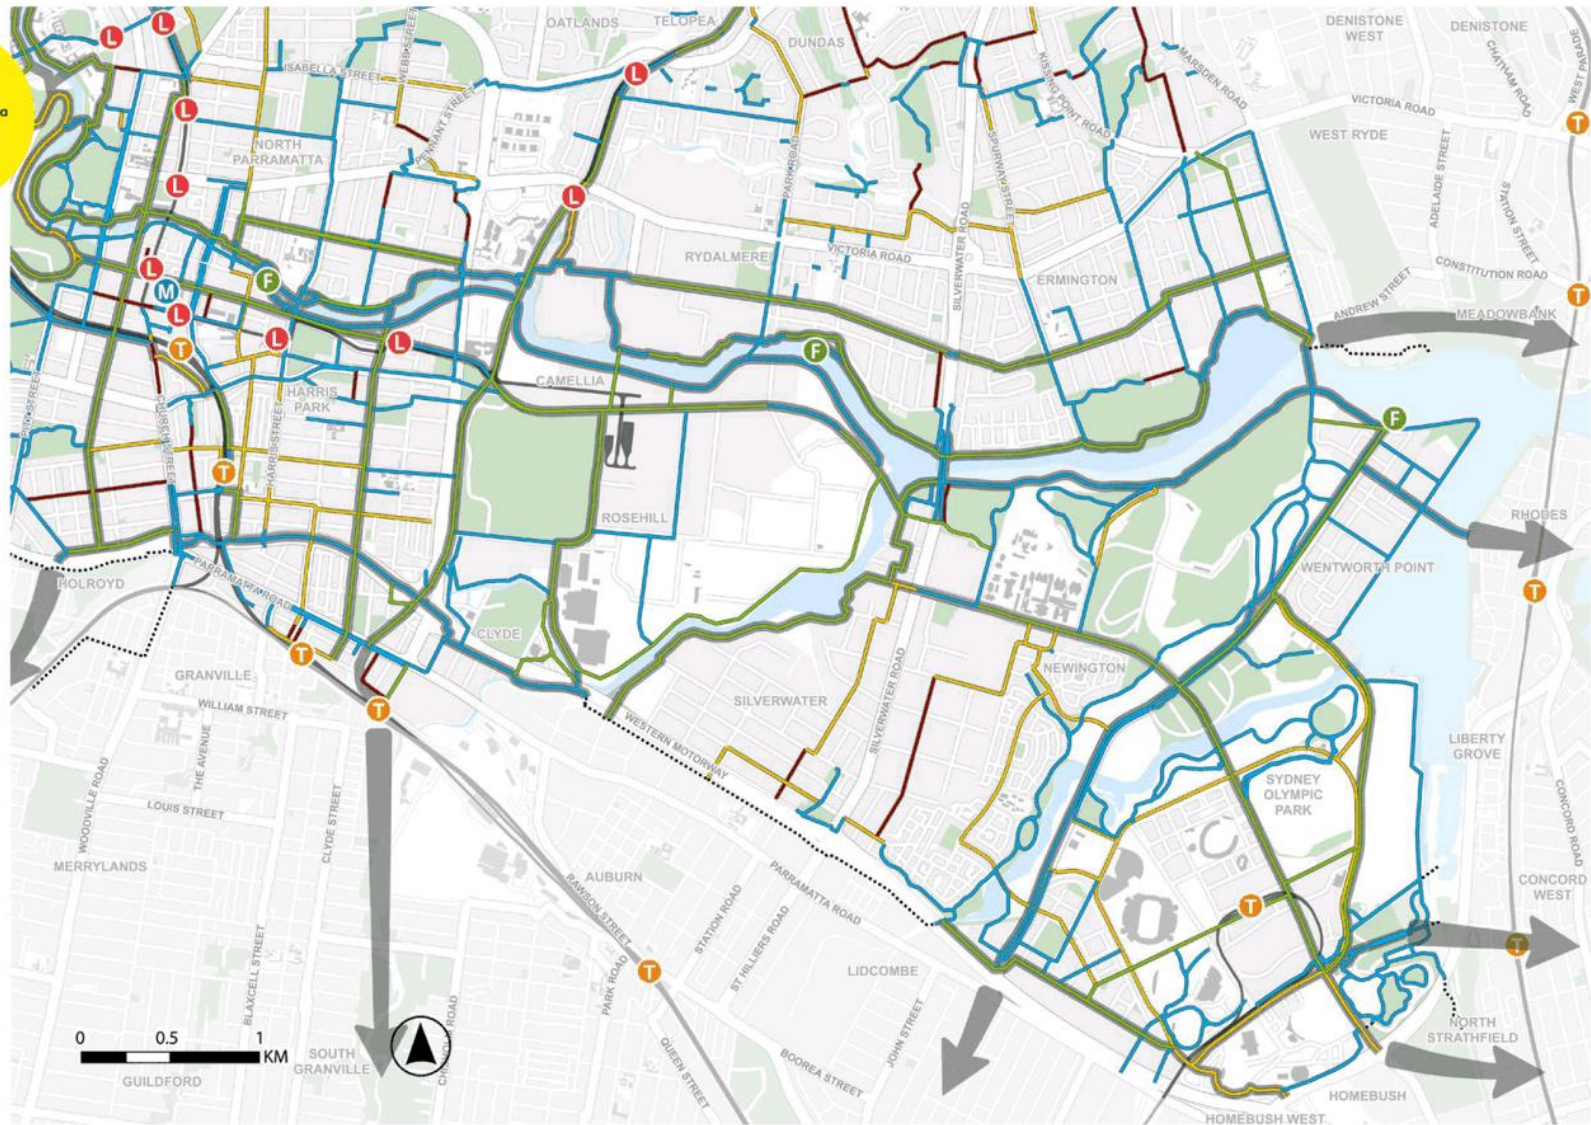 OATLANDS
TELOPEA
DENISTONE
WEST
DENISTONE
DUNDAS
WEBB STREET
ISABELLA STREET
KISSING POINT ROAD
MARSDEN ROAD
CHATHAM ROAD
WEST PARADE
L
L
L
L
a
VICTORIA ROAD
T
WEST RYDE
PENNANT STREET
NORTH
PARRAMATTA
PARK ROAD
SPURWAY STREET
ADELAIDE STREET
STATION STREET
L
L
SILVERWATER ROAD
VICTORIA ROAD
RYDALMERE
ERMINGTON
CONSTITUTION ROAD
L
F
M
L
T
ANDREW STREET
MEADOWBANK
L
L
T
F
CAMELLIA
HARRIS
PARK
PITT STREET
CHURCH STREET
HARRIS STREET
F
T
ROSEHILL
RHODES
PARRAMATTA ROAD
HOLROYD
WENTWORTH POINT
T
CLYDE
T
GRANVILLE
NEWINGTON
SILVERWATER
WILLIAM STREET
T
WESTERN MOTORWAY
SILVERWATER ROAD
THE AVENUE
LIBERTY
GROVE
WOODVILLE ROAD
LOUIS STREET
CLYDE STREET
SYDNEY
OLYMPIC
PARK
CONCORD ROAD
MERRYLANDS
AUBURN
RAWSON STREET
PARRAMATTA ROAD
CONCORD
WEST
STATION ROAD
ST HILLIERS ROAD
T
BLAXCELL STREET
PARK ROAD
T
LIDCOMBE
T
JOHN STREET
0 0.5 1
KM
NORTH
STRATHFIELD
SOUTH
GRANVILLE
GUILDFORD
QUEEN STREET
BOOREA STREET
HOMEBUSH
HOMEBUSH WEST